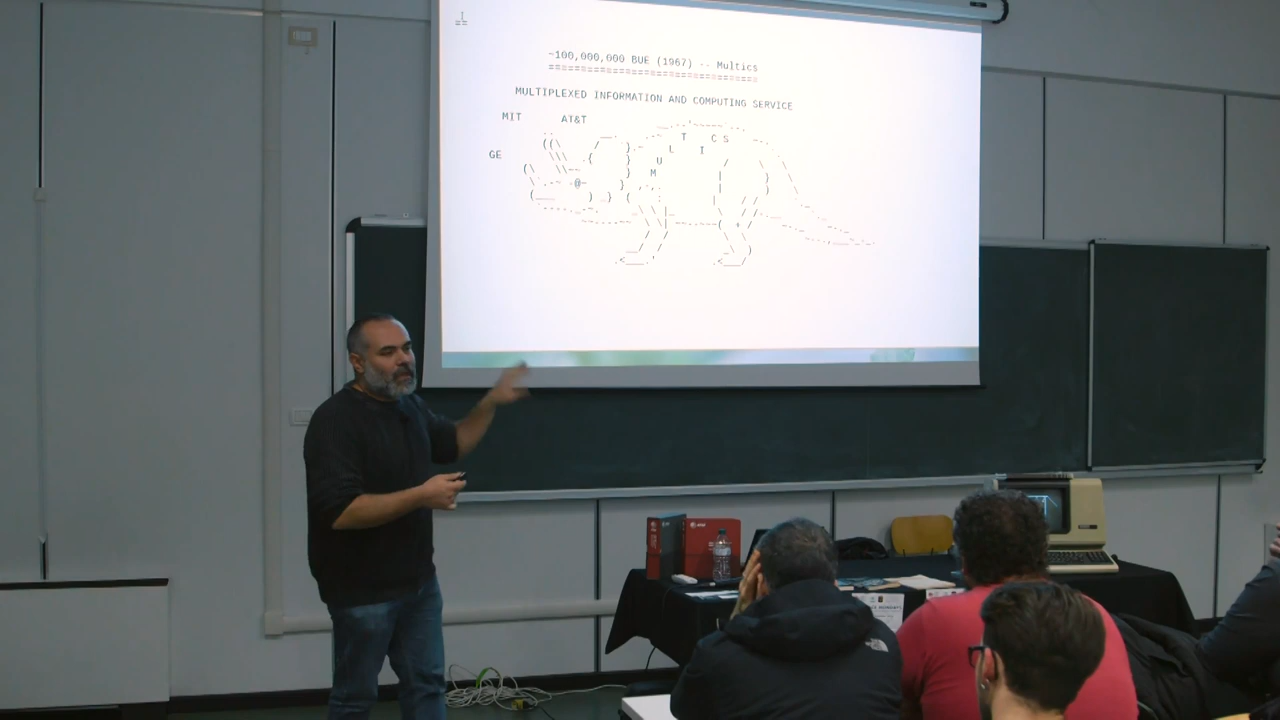 ~100,000,000 BUE (1967) -- Multics
==================================
MULTIPLEXED INFORMATION AND COMPUTING SERVICE
MIT AT&T
GE
M U L T I C S